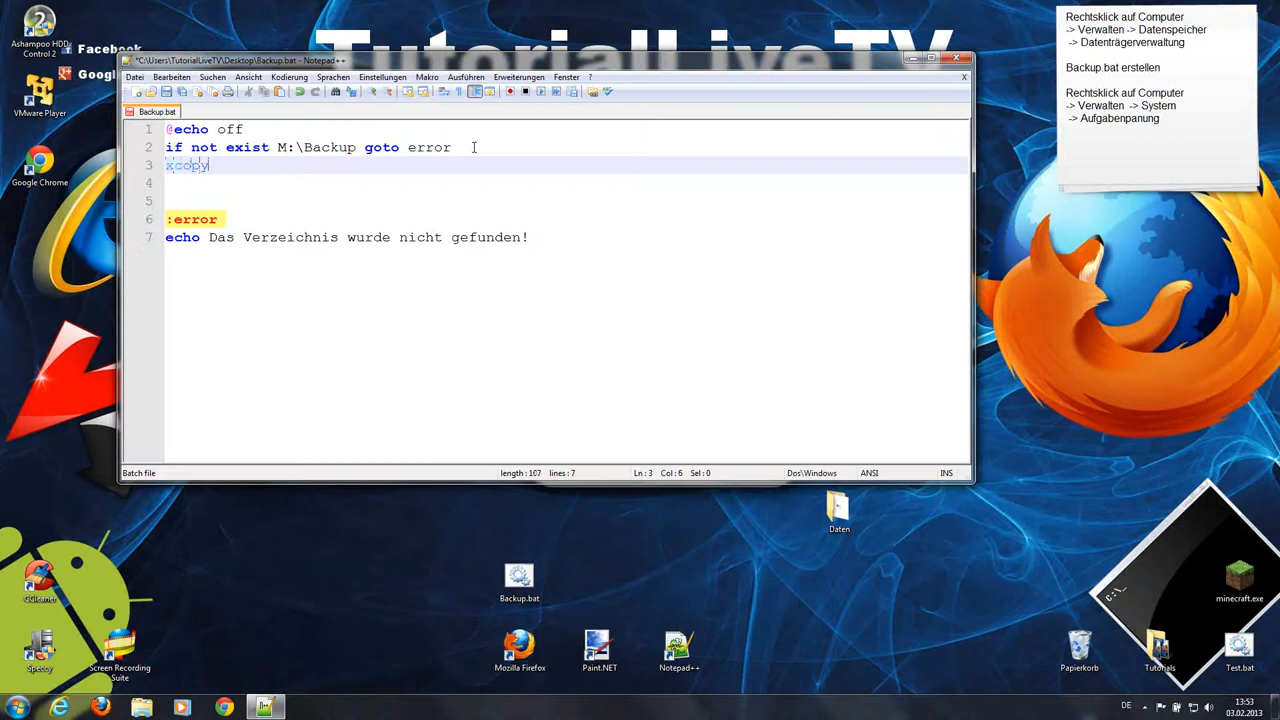 TutorialLiveTV
Ashampoo HDD
Control 2
Facebook
Google
VMware Player
Google Chrome
*C:\Users\TutorialLiveTV\Desktop\Backup.bat - Notepad++
Datei Bearbeiten Suchen Ansicht Kodierung Sprachen Einstellungen Makro Ausführen Erweiterungen Fenster ? X
Backup.bat
1 @echo off
2 if not exist M:\Backup goto error
3 xcopy
4
5
6 :error
7 echo Das Verzeichnis wurde nicht gefunden!
Batch file length : 107 lines : 7 Ln : 3 Col : 6 Sel : 0 Dos\Windows ANSI INS
Rechtsklick auf Computer
-> Verwalten -> Datenspeicher
-> Datenträgerverwaltung
Backup.bat erstellen
Rechtsklick auf Computer
-> Verwalten -> System
-> Aufgabenpanung
Daten
C:\_
CCleaner
Backup.bat
minecraft.exe
Speccy
Screen Recording
Suite
Mozilla Firefox
Paint.NET
Notepad++
Papierkorb
Tutorials
Test.bat
DE
13:53
03.02.2013